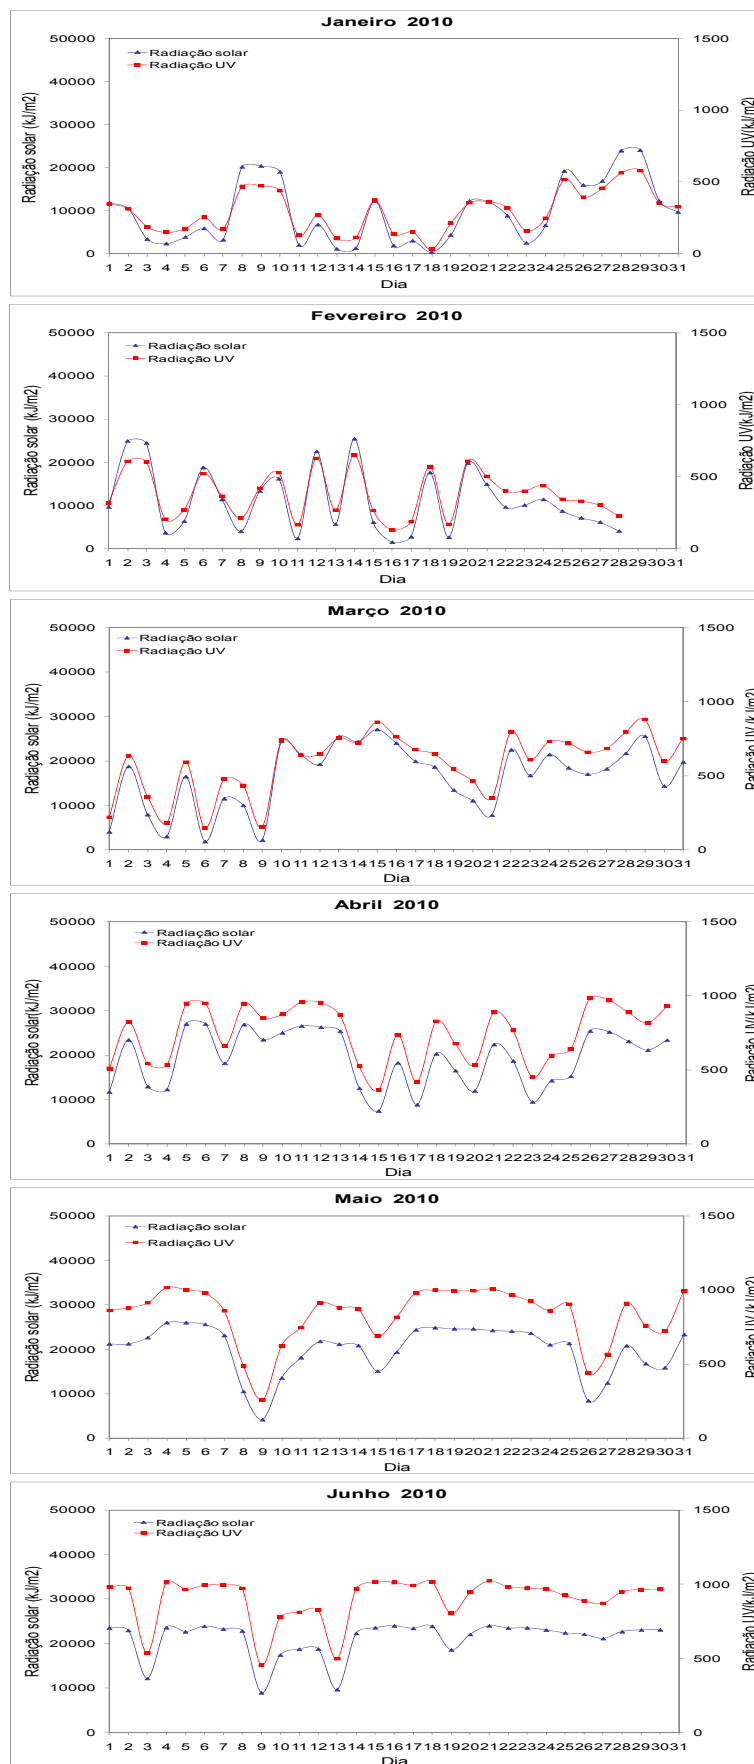 Janeiro 2010
Radiação solar
Radiação UV
50000
40000
30000
20000
10000
0
1500
1000
500
0
Radiação solar (kJ/m2)
Radiação UV(kJ/m2)
1 2 3 4 5 6 7 8 9 10 11 12 13 14 15 16 17 18 19 20 21 22 23 24 25 26 27 28 29 30 31
Dia
Fevereiro 2010
Radiação solar
Radiação UV
50000
40000
30000
20000
10000
0
1500
1000
500
0
Radiação solar (kJ/m2)
Radiação UV(kJ/m2)
1 2 3 4 5 6 7 8 9 10 11 12 13 14 15 16 17 18 19 20 21 22 23 24 25 26 27 28 29 30 31
Dia
Março 2010
Radiação solar
Radiação UV
50000
40000
30000
20000
10000
0
1500
1000
500
0
Radiação solar (kJ/m2)
Radiação UV (kJ/m2)
1 2 3 4 5 6 7 8 9 10 11 12 13 14 15 16 17 18 19 20 21 22 23 24 25 26 27 28 29 30 31
Dia
Abril 2010
Radiação solar
Radiação UV
50000
40000
30000
20000
10000
0
1500
1000
500
0
Radiação solar(kJ/m2)
Radiação UV(kJ/m2)
1 2 3 4 5 6 7 8 9 10 11 12 13 14 15 16 17 18 19 20 21 22 23 24 25 26 27 28 29 30 31
Dia
Maio 2010
Radiação solar
Radiação UV
50000
40000
30000
20000
10000
0
1500
1000
500
0
Radiação solar (kJ/m2)
Radiação UV (kJ/m2)
1 2 3 4 5 6 7 8 9 10 11 12 13 14 15 16 17 18 19 20 21 22 23 24 25 26 27 28 29 30 31
Dia
Junho 2010
Radiação solar
Radiação UV
50000
40000
30000
20000
10000
0
1500
1000
500
0
Radiação solar (kJ/m2)
Radiação UV(kJ/m2)
1 2 3 4 5 6 7 8 9 10 11 12 13 14 15 16 17 18 19 20 21 22 23 24 25 26 27 28 29 30 31
Dia